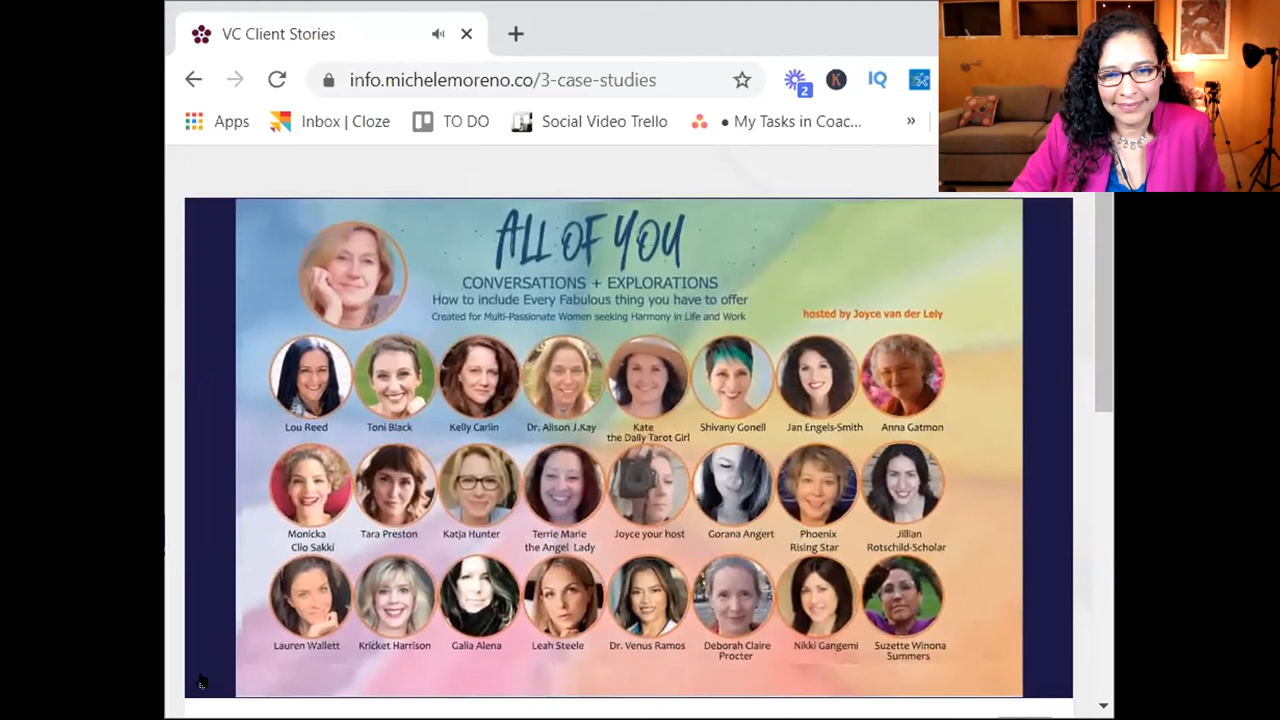 VC Client Stories
info.michelemoreno.co/3-case-studies
2
K
IQ
Apps
Inbox | Cloze
TO DO
Social Video Trello
● My Tasks in Coac...
»
ALL OF YOU
CONVERSATIONS + EXPLORATIONS
How to include Every Fabulous thing you have to offer
Created for Multi-Passionate Women seeking Harmony in Life and Work
hosted by Joyce van der Lely
Lou Reed
Toni Black
Kelly Carlin
Dr. Alison J.Kay
Kate
the Daily Tarot Girl
Shivany Gonell
Jan Engels-Smith
Anna Gatmon
Monicka
Clio Sakki
Tara Preston
Katja Hunter
Terrie Marie
the Angel Lady
Joyce your host
Gorana Angert
Phoenix
Rising Star
Jillian
Rotschild-Scholar
Lauren Wallett
Kricket Harrison
Galia Alena
Leah Steele
Dr. Venus Ramos
Deborah Claire
Procter
Nikki Gangemi
Suzette Winona
Summers